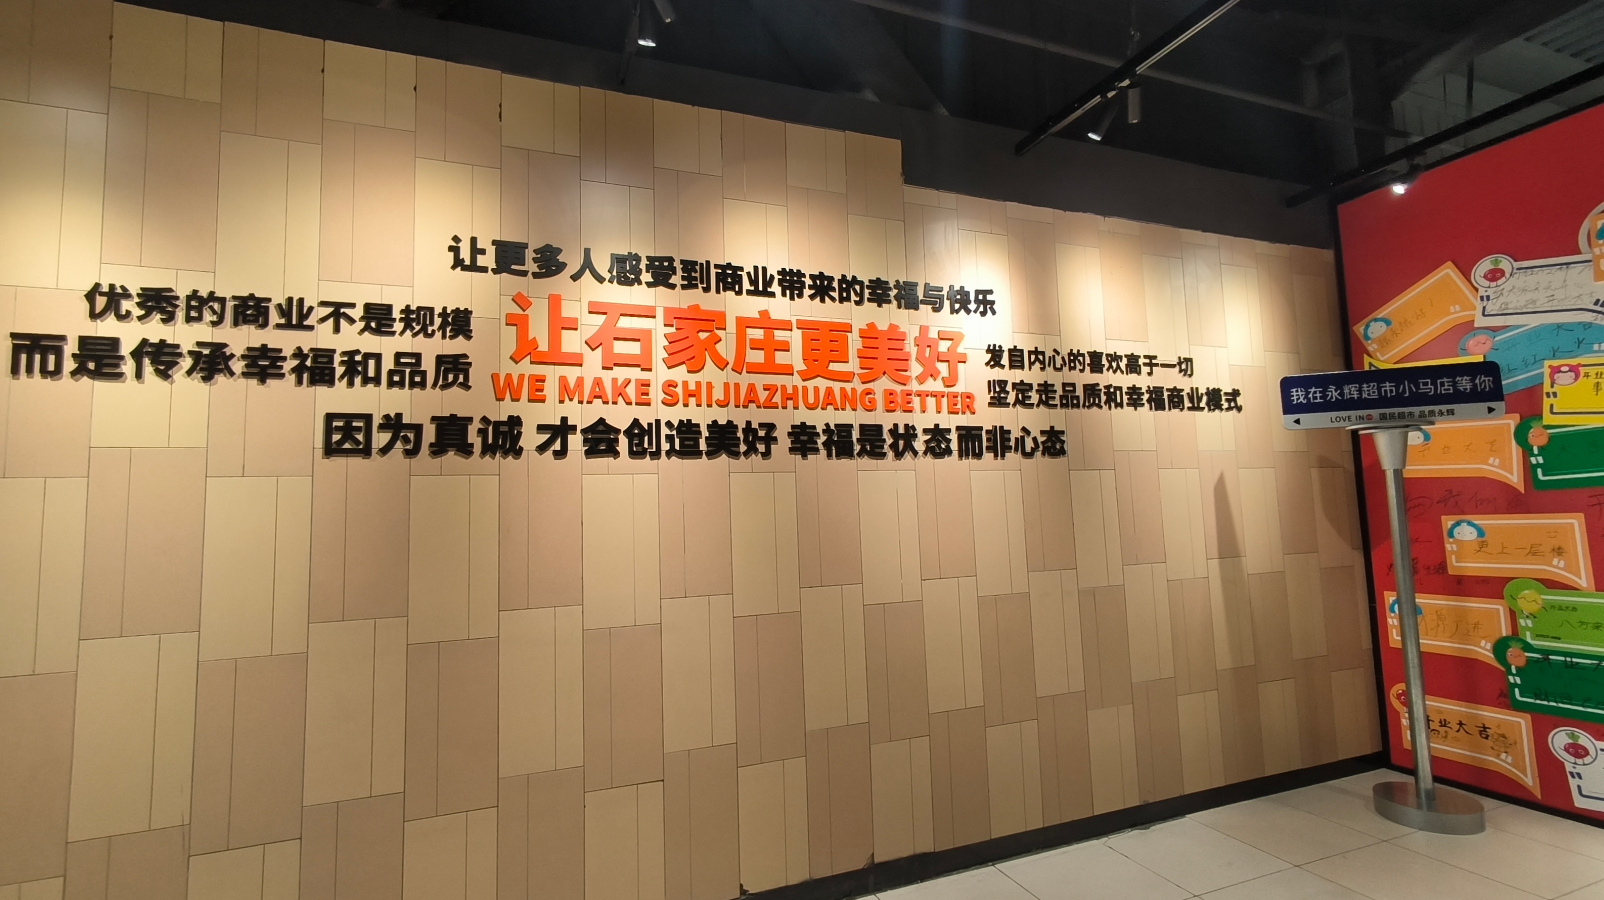 让更多人感受到商业带来的幸福与快乐
优秀的商业不是规模
而是传承幸福和品质
让石家庄更美好
WE MAKE SHIJIAZHUANG BETTER
发自内心的喜欢高于一切
坚定走品质和幸福商业模式
因为真诚 才会创造美好 幸福是状态而非心态
我在永辉超市小马店等你
LOVE IN 国民超市 品质永辉
更上一层楼
开业大吉